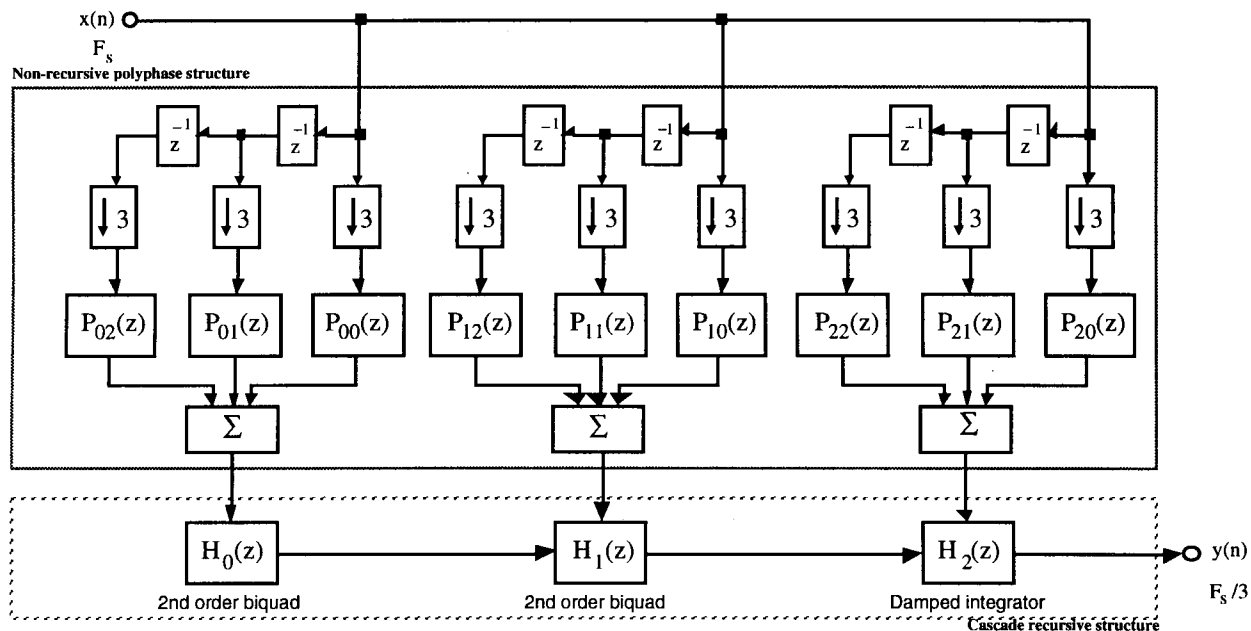 x(n)
F_s
Non-recursive polyphase structure
z^-1 z^-1 z^-1 z^-1 z^-1 z^-1
↓ 3 ↓ 3 ↓ 3 ↓ 3 ↓ 3 ↓ 3 ↓ 3 ↓ 3 ↓ 3
P_02(z) P_01(z) P_00(z) P_12(z) P_11(z) P_10(z) P_22(z) P_21(z) P_20(z)
Σ Σ Σ
H_0(z) H_1(z) H_2(z) y(n)
2nd order biquad 2nd order biquad Damped integrator F_s/3
Cascade recursive structure